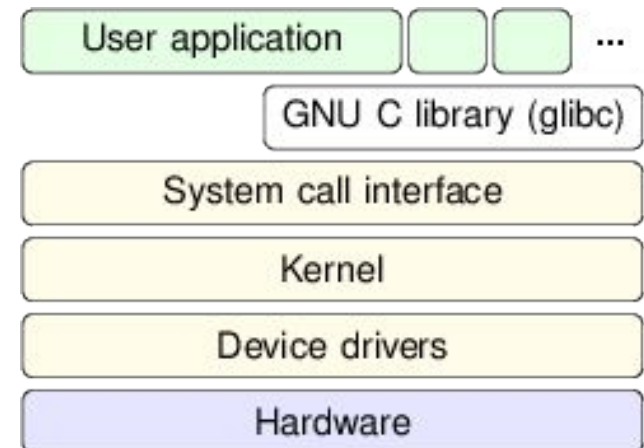 User application
...
GNU C library (glibc)
System call interface
Kernel
Device drivers
Hardware